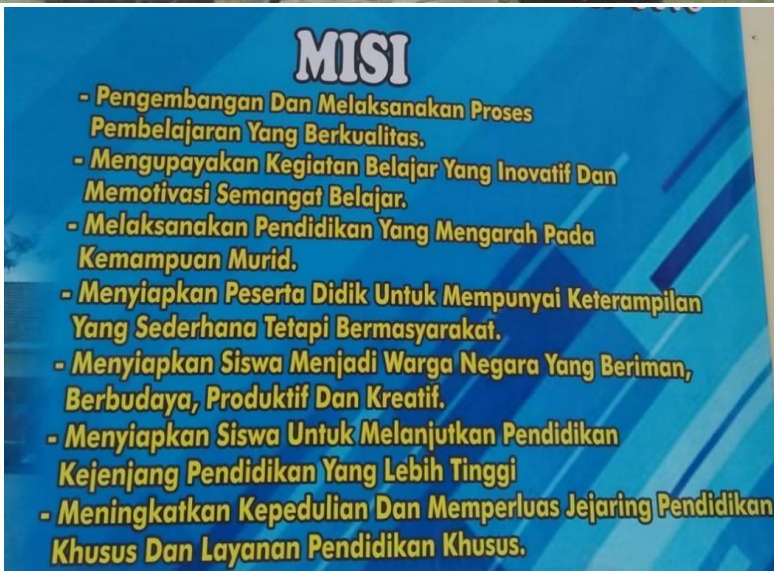 MISI
- Pengembangan Dan Melaksanakan Proses
Pembelajaran Yang Berkualitas.
- Mengupayakan Kegiatan Belajar Yang Inovatif Dan
Memotivasi Semangat Belajar.
- Melaksanakan Pendidikan Yang Mengarah Pada
Kemampuan Murid.
- Menyiapkan Peserta Didik Untuk Mempunyai Keterampilan
Yang Sederhana Tetapi Bermasyarakat.
- Menyiapkan Siswa Menjadi Warga Negara Yang Beriman,
Berbudaya, Produktif Dan Kreatif.
- Menyiapkan Siswa Untuk Melanjutkan Pendidikan
Kejenjang Pendidikan Yang Lebih Tinggi
- Meningkatkan Kepedulian Dan Memperluas Jejaring Pendidikan
Khusus Dan Layanan Pendidikan Khusus.